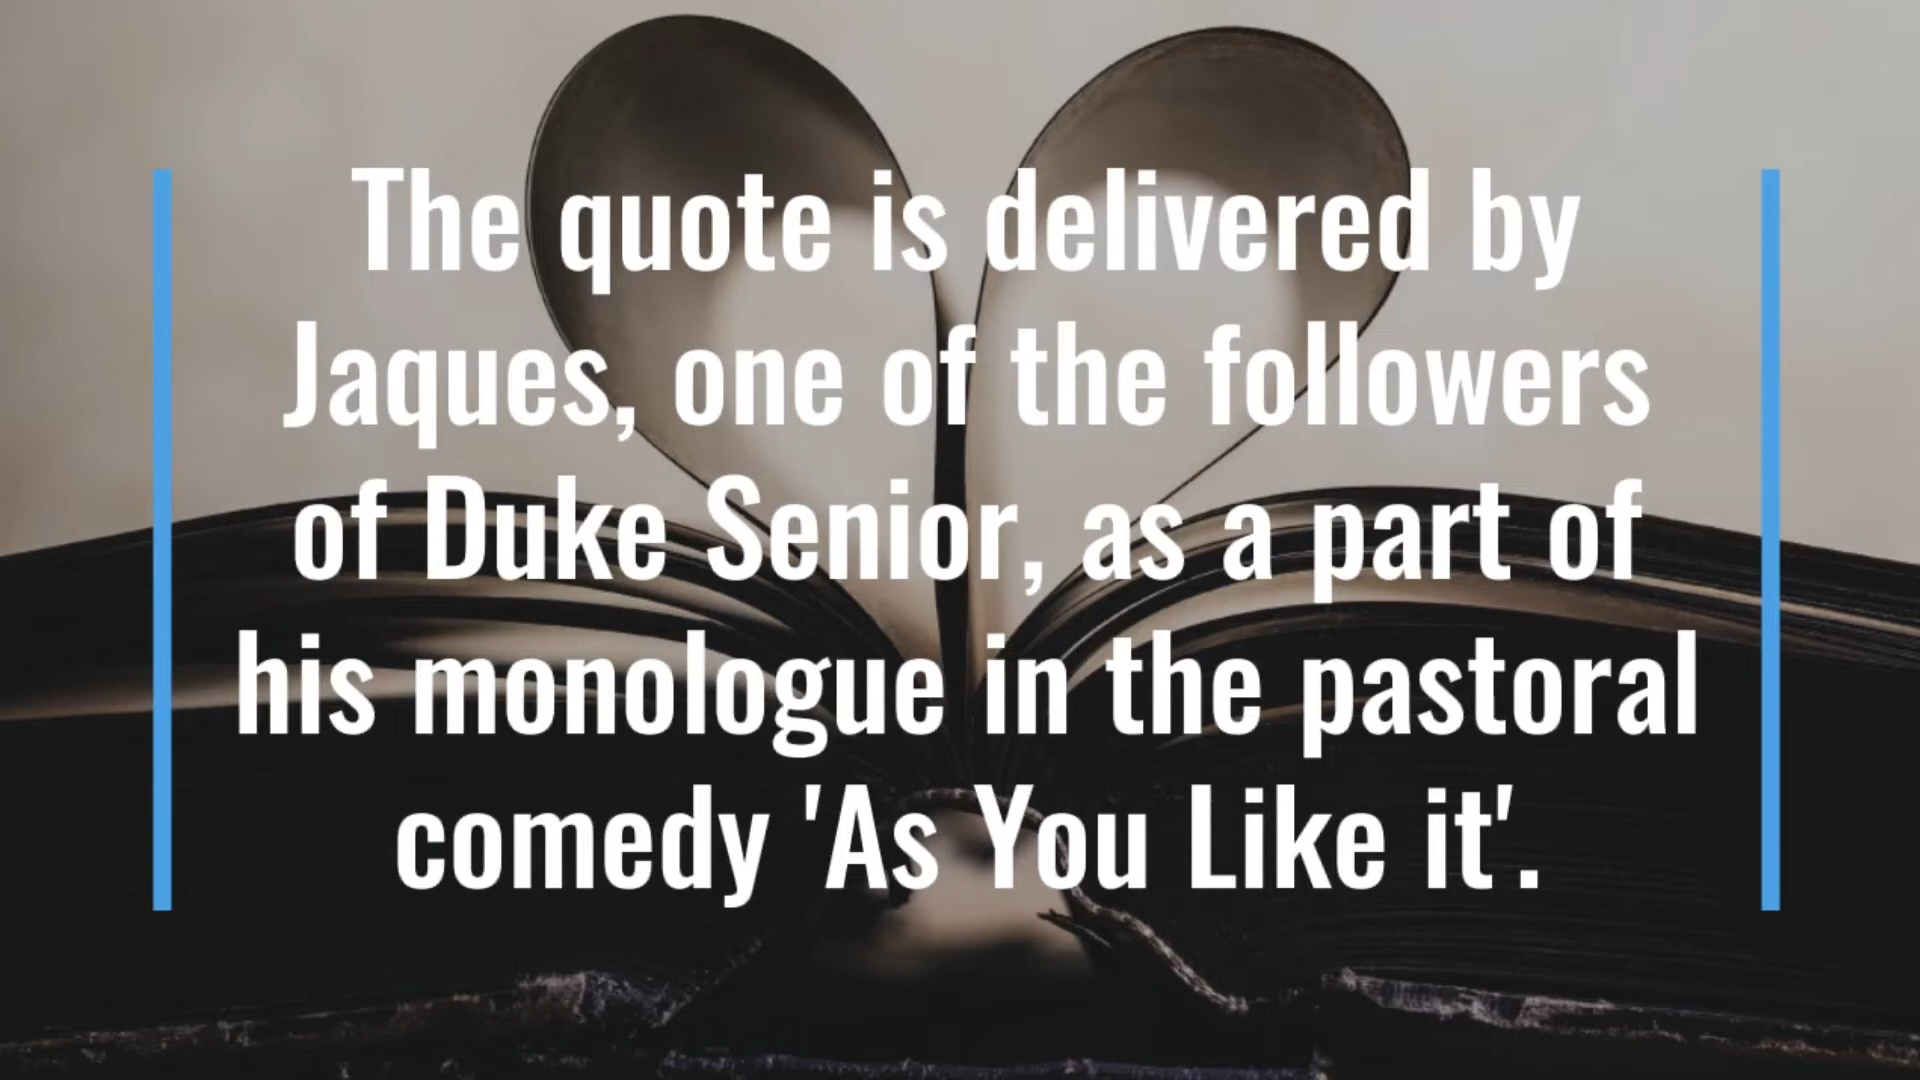 The quote is delivered by
Jaques, one of the followers
of Duke Senior, as a part of
his monologue in the pastoral
comedy 'As You Like it'.